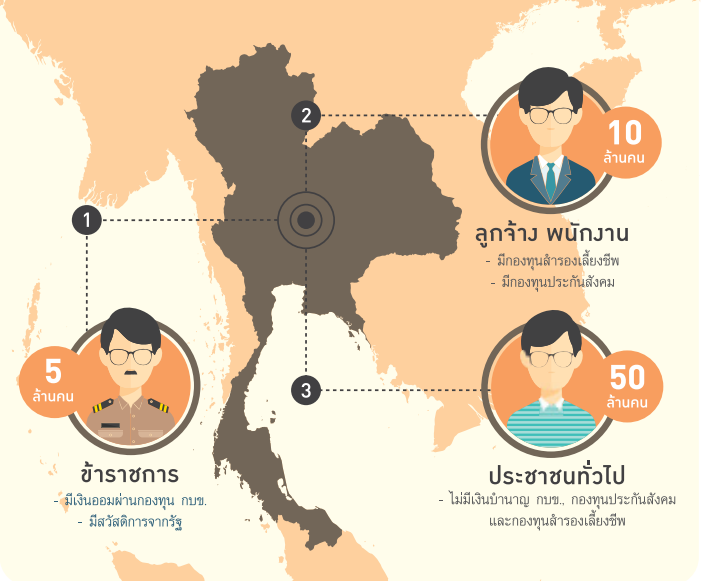 1
5
ล้านคน
ข้าราชการ
- มีเงินออมผ่านกองทุน กบข.
- มีสวัสดิการจากรัฐ
2
10
ล้านคน
ลูกจ้าง พนักงาน
- มีกองทุนสำรองเลี้ยงชีพ
- มีกองทุนประกันสังคม
3
50
ล้านคน
ประชาชนทั่วไป
- ไม่มีเงินบำนาญ กบข., กองทุนประกันสังคม
และกองทุนสำรองเลี้ยงชีพ